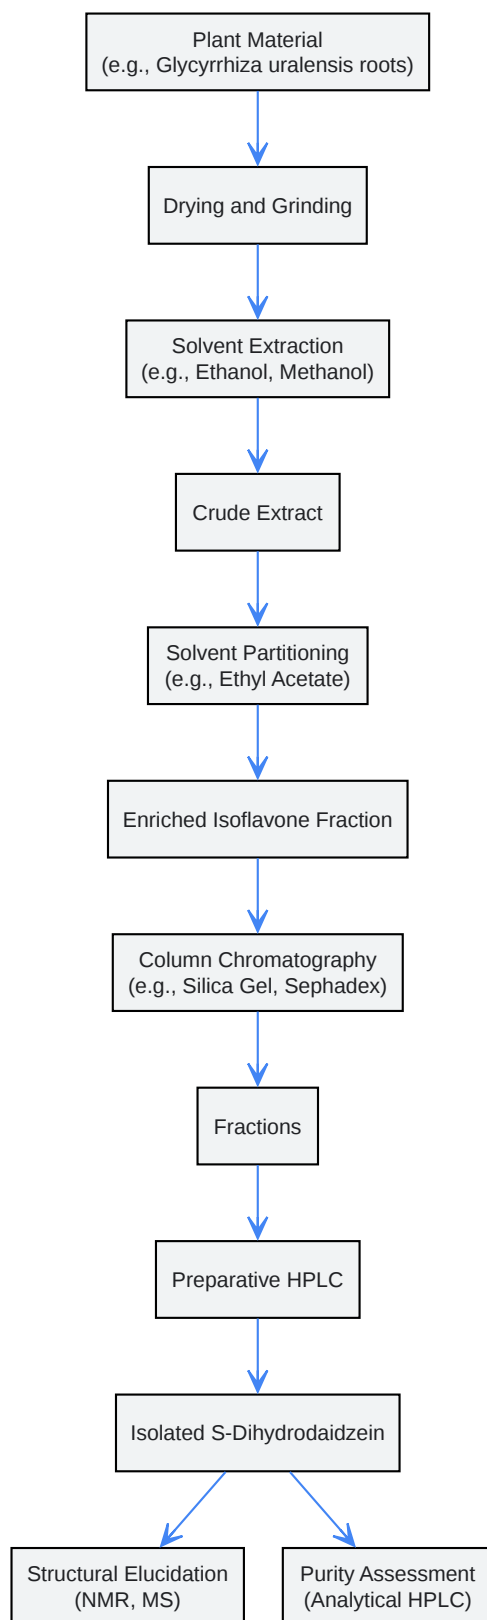 Plant Material
(e.g., Glycyrrhiza uralensis roots)
Drying and Grinding
Solvent Extraction
(e.g., Ethanol, Methanol)
Crude Extract
Solvent Partitioning
(e.g., Ethyl Acetate)
Enriched Isoflavone Fraction
Column Chromatography
(e.g., Silica Gel, Sephadex)
Fractions
Preparative HPLC
Isolated S-Dihydrodaidzein
Structural Elucidation
(NMR, MS)
Purity Assessment
(Analytical HPLC)